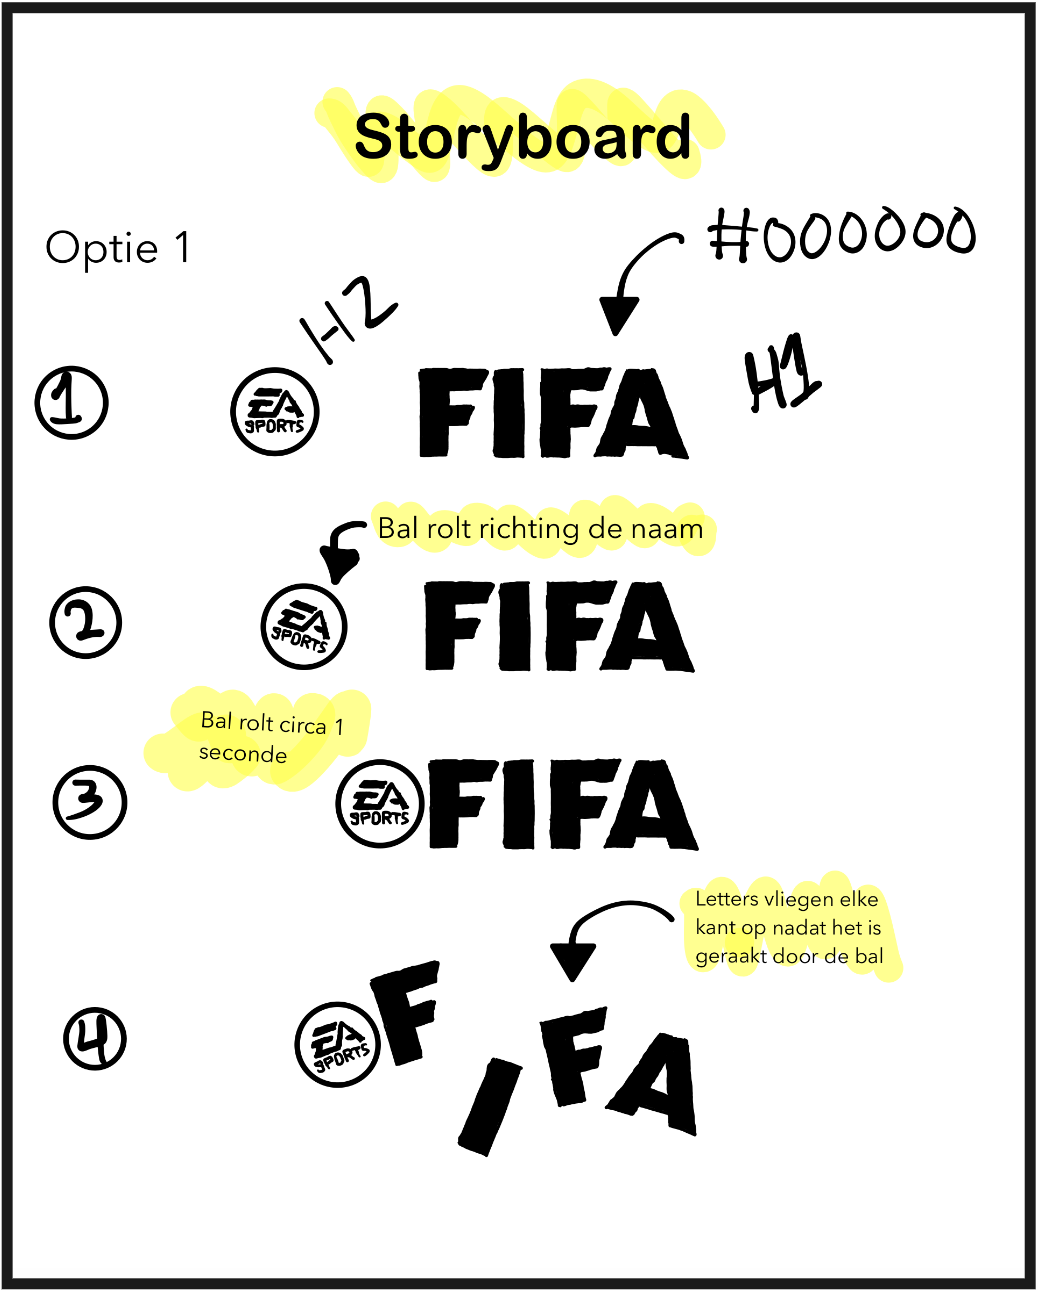 Storyboard
Optie 1
#000000
H2
H1
1
EA
SPORTS
FIFA
Bal rolt richting de naam
2
EA
SPORTS
FIFA
Bal rolt circa 1
seconde
3
EA
SPORTS
FIFA
Letters vliegen elke
kant op nadat het is
geraakt door de bal
4
EA
SPORTS
FIFA